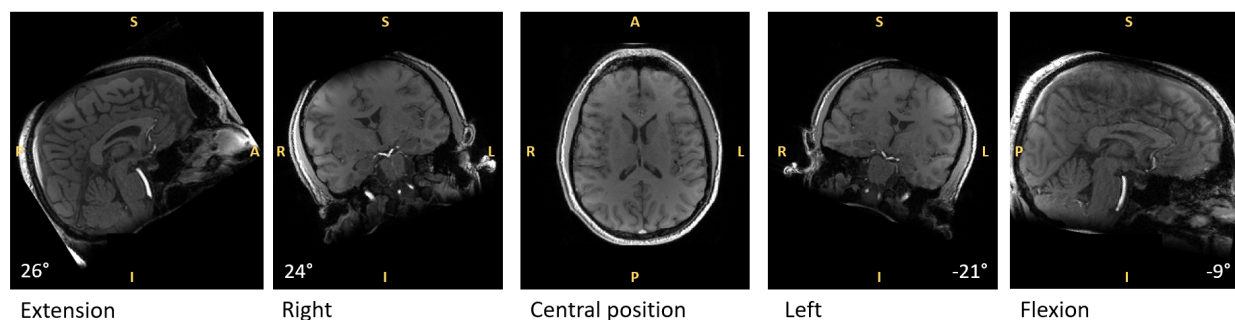 S
P
A
26°
I
Extension
S
R
L
24°
I
Right
A
R
L
P
Central position
S
R
L
I
-21°
Left
S
P
I
-9°
Flexion